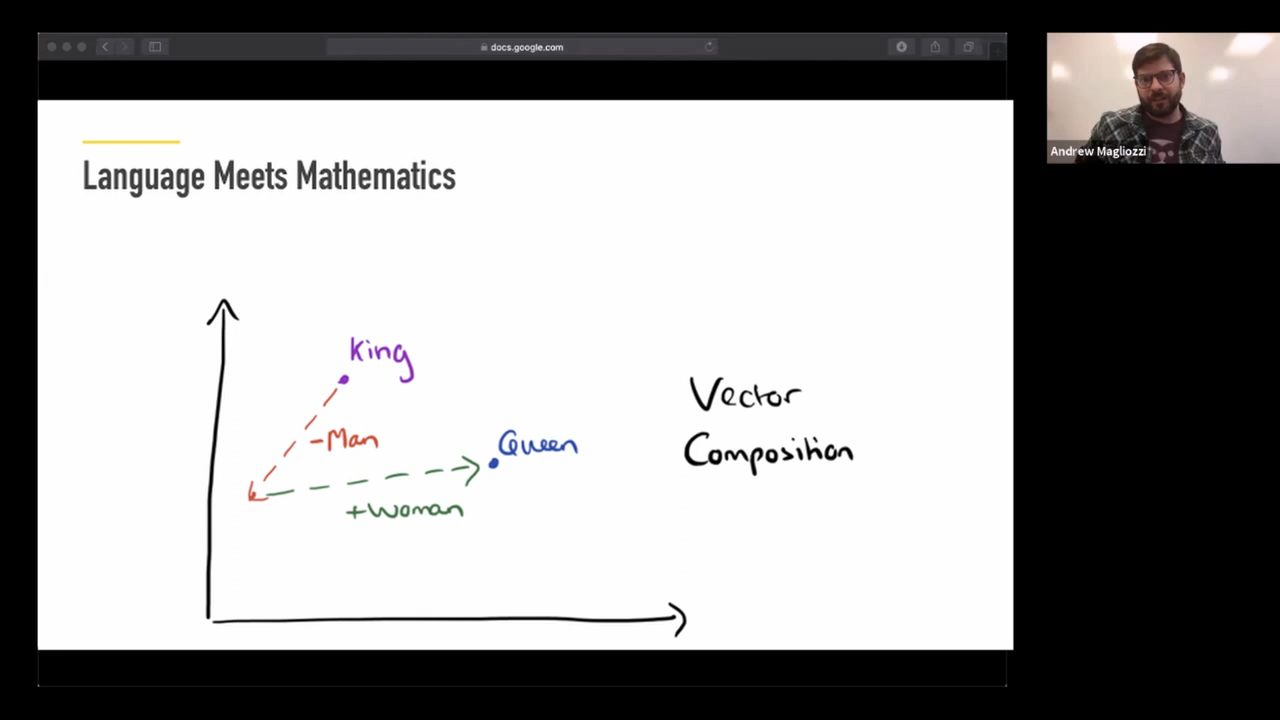 docs.google.com
Andrew Magliozzi
Language Meets Mathematics
King
-Man
Queen
+Woman
Vector
Composition